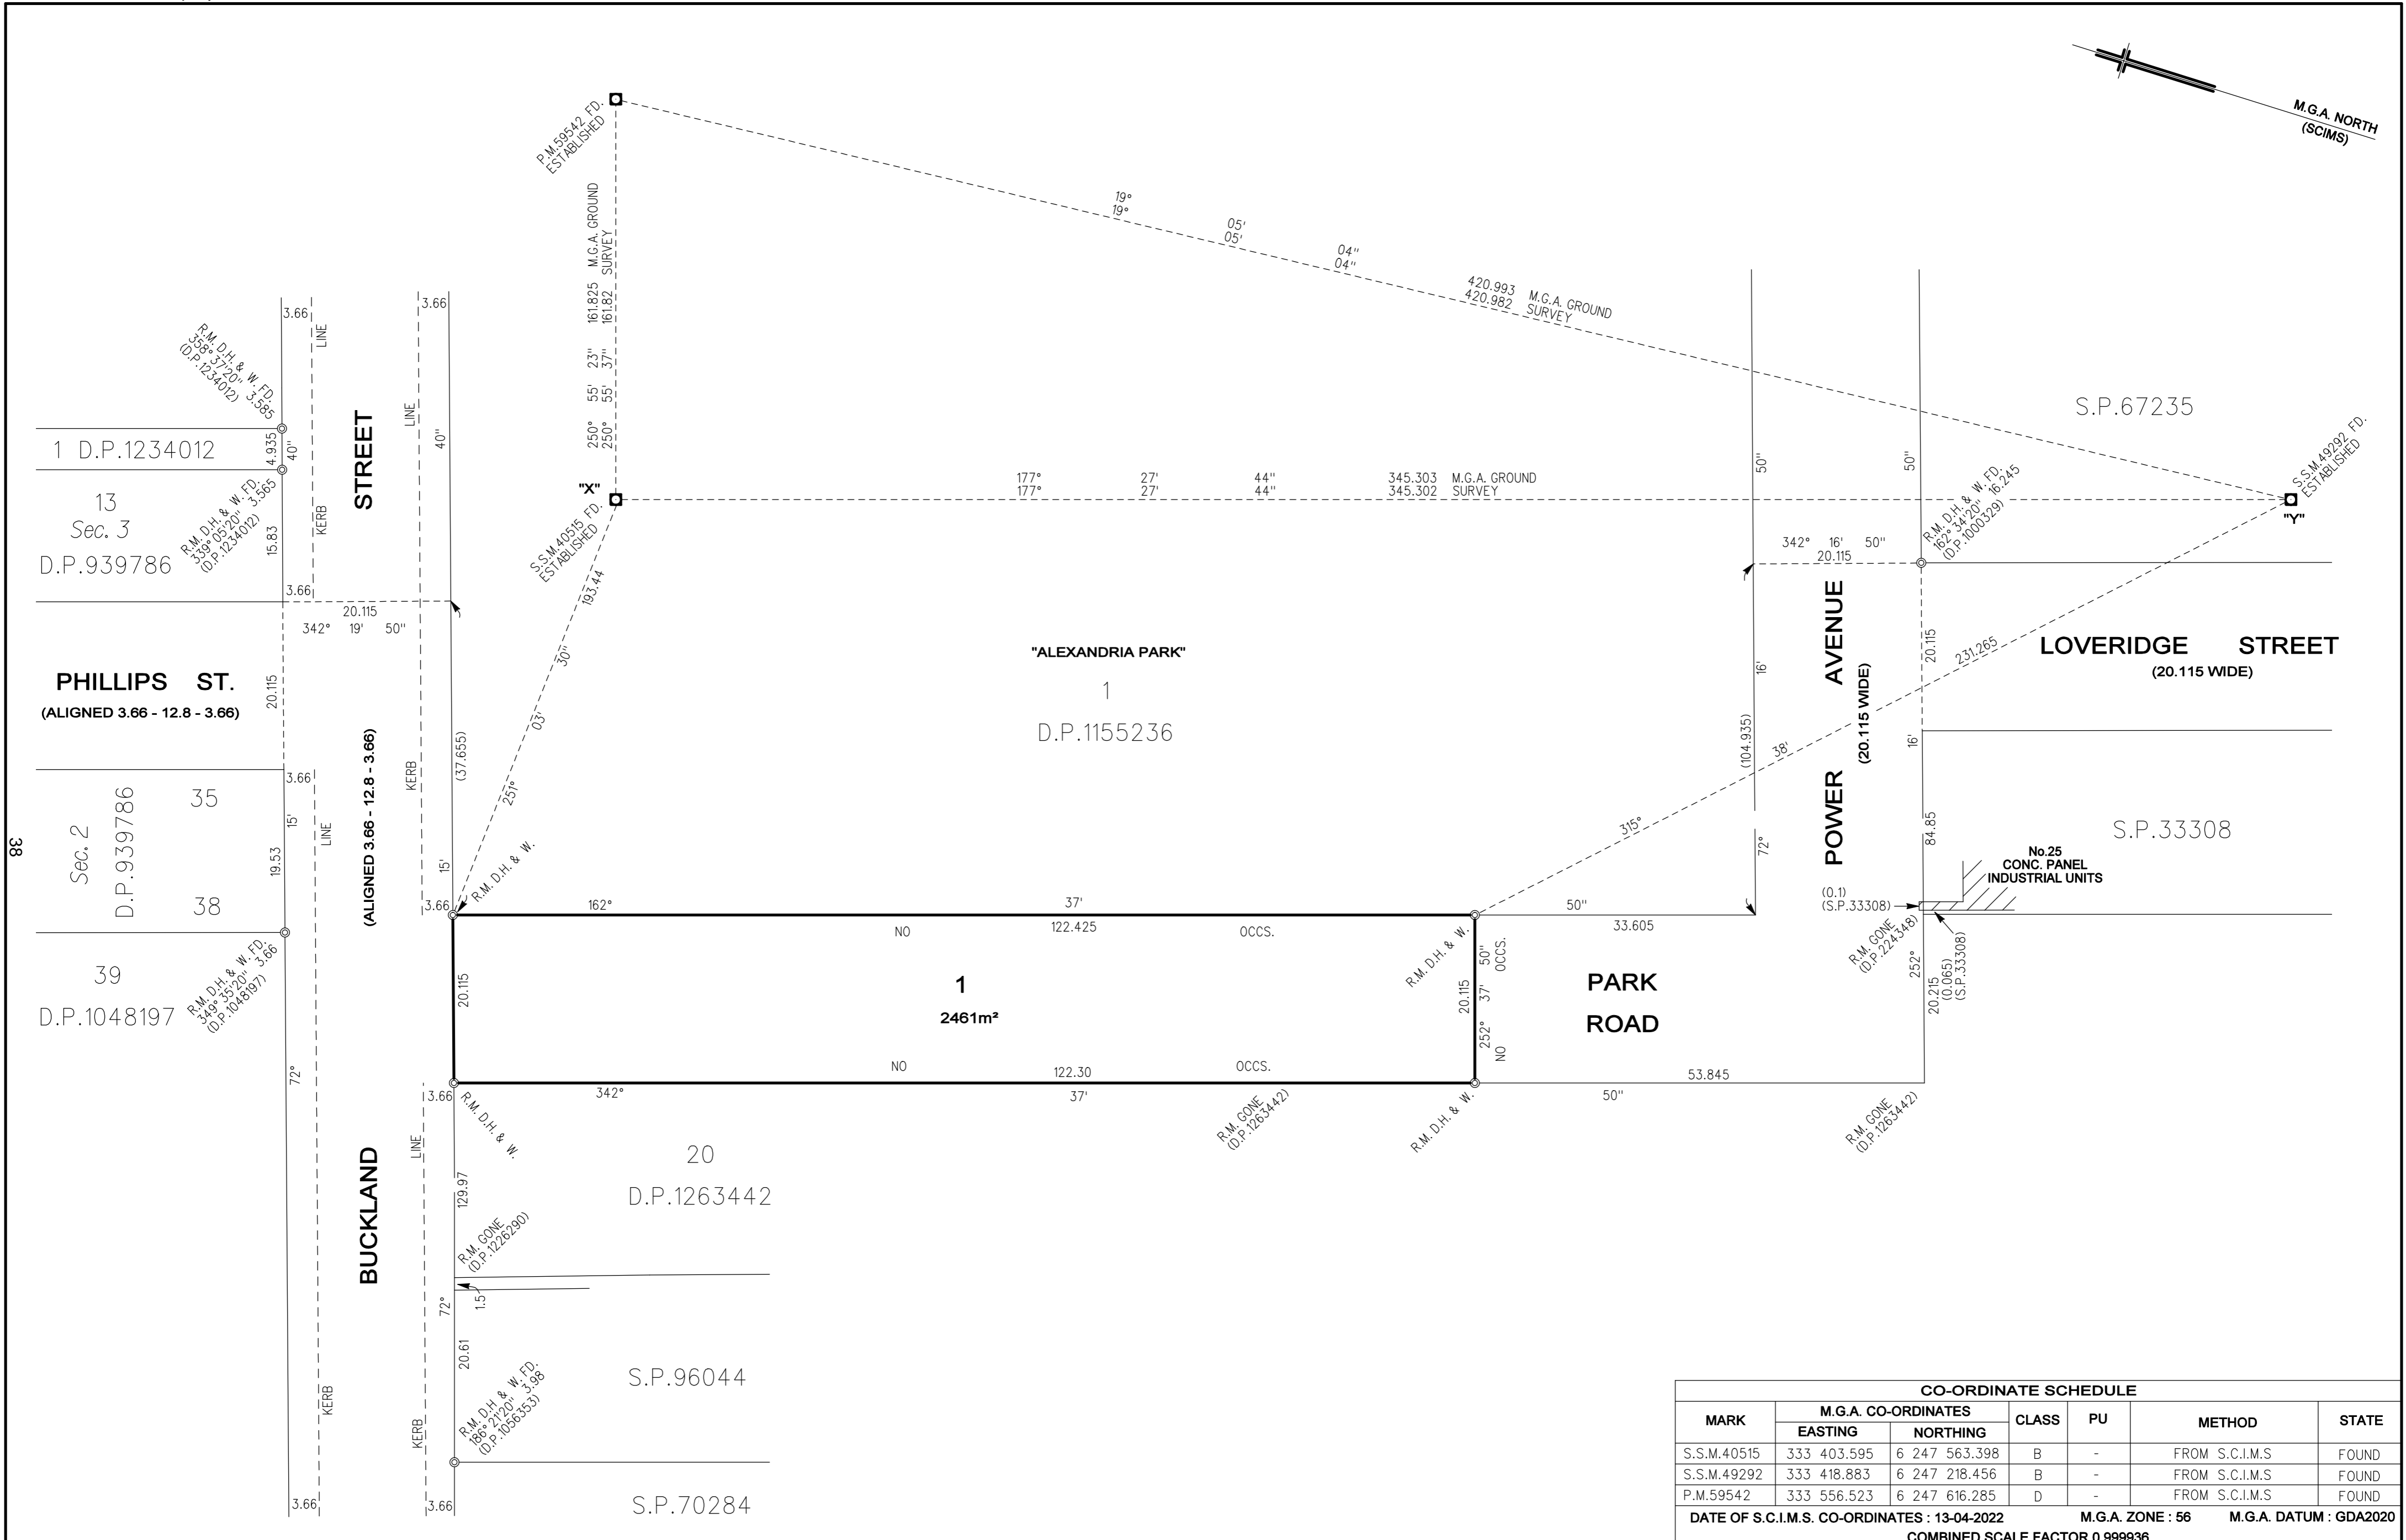 M.G.A. NORTH
(SCIMS)
P.M.59542 FD.
ESTABLISHED
161.825 M.G.A. GROUND
161.82 SURVEY
250° 55' 23"
250° 55' 37"
19° 05' 04"
19° 05' 04"
420.993 M.G.A. GROUND
420.982 SURVEY
"X"
S.S.M.40515 FD.
ESTABLISHED
177° 27' 44" 345.303 M.G.A. GROUND
177° 27' 44" 345.302 SURVEY
S.S.M.49292 FD.
ESTABLISHED
"Y"
S.P.67235
R.M. D.H. & W. FD.
358° 37'20" 3.585
(D.P.1234012)
3.66
LINE
3.66
LINE
1 D.P.1234012
4.935
40"
40"
13
Sec. 3
D.P.939786
R.M. D.H. & W. FD.
339° 05'20" 3.565
(D.P.1234012)
15.83
KERB
3.66
STREET
20.115
342° 19' 50"
PHILLIPS ST.
(ALIGNED 3.66 - 12.8 - 3.66)
20.115
(ALIGNED 3.66 - 12.8 - 3.66)
KERB
(37.655)
15'
3.66
251° 03' 30" 193.44
R.M. D.H. & W.
"ALEXANDRIA PARK"
1
D.P.1155236
50"
50"
R.M. D.H. & W. FD.
162° 34'20" 16.245
(D.P.1000329)
342° 16' 50"
20.115
16'
(104.935)
72°
POWER AVENUE
(20.115 WIDE)
20.115
16'
84.85
LOVERIDGE STREET
(20.115 WIDE)
315° 38' 231.265
S.P.33308
No.25
CONC. PANEL
INDUSTRIAL UNITS
(0.1)
(S.P.33308)
R.M. GONE
(D.P.224348)
252°
20.215
(0.065)
(S.P.33308)
3.66
35
Sec. 2
D.P.939786
38
15'
19.53
LINE
38
39
D.P.1048197
R.M. D.H. & W. FD.
349° 35'20" 3.66
(D.P.1048197)
72°
162° 37' 50"
NO 122.425 OCCS.
33.605
R.M. D.H. & W.
20.115
1
2461m²
20.115
252° 37' 50"
NO OCCS.
PARK
ROAD
NO 122.30 OCCS.
342° 37' 50"
53.845
R.M. D.H. & W.
R.M. GONE
(D.P.1263442)
R.M. D.H. & W.
R.M. GONE
(D.P.1263442)
3.66
LINE
BUCKLAND
129.97
20
D.P.1263442
R.M. GONE
(D.P.1226290)
72°
1.5
20.61
S.P.96044
R.M. D.H. & W. FD.
186° 21'20" 3.98
(D.P.1056353)
KERB
KERB
3.66
3.66
S.P.70284
CO-ORDINATE SCHEDULE
MARK M.G.A. CO-ORDINATES CLASS PU METHOD STATE
EASTING NORTHING
S.S.M.40515 333 403.595 6 247 563.398 B - FROM S.C.I.M.S FOUND
S.S.M.49292 333 418.883 6 247 218.456 B - FROM S.C.I.M.S FOUND
P.M.59542 333 556.523 6 247 616.285 D - FROM S.C.I.M.S FOUND
DATE OF S.C.I.M.S. CO-ORDINATES : 13-04-2022 M.G.A. ZONE : 56 M.G.A. DATUM : GDA2020
COMBINED SCALE FACTOR 0.999936